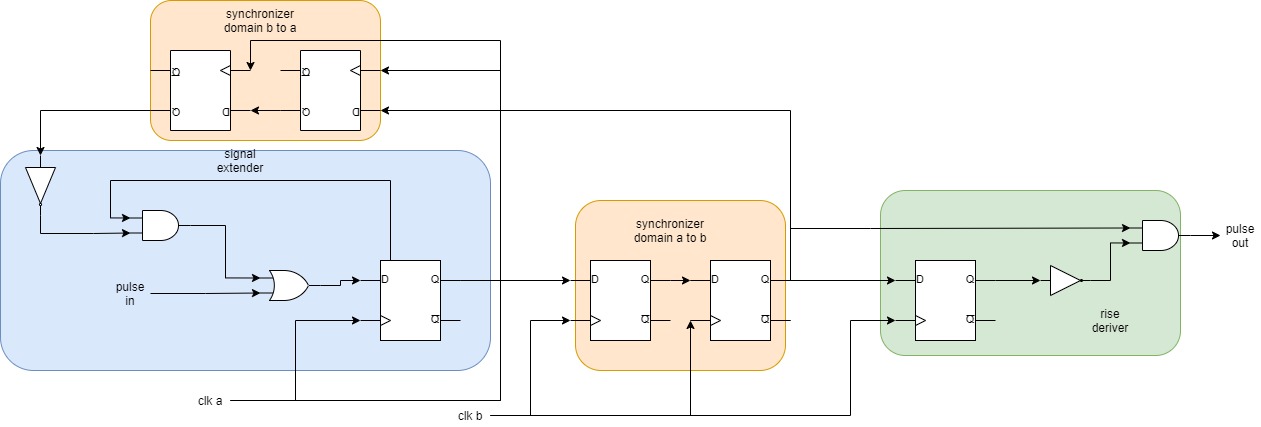 synchronizer
domain b to a
Q
Q
D
Q
Q
D
signal
extender
pulse
in
D
Q
Q
synchronizer
domain a to b
D
Q
Q
D
Q
Q
D
Q
Q
rise
deriver
pulse
out
clk a
clk b